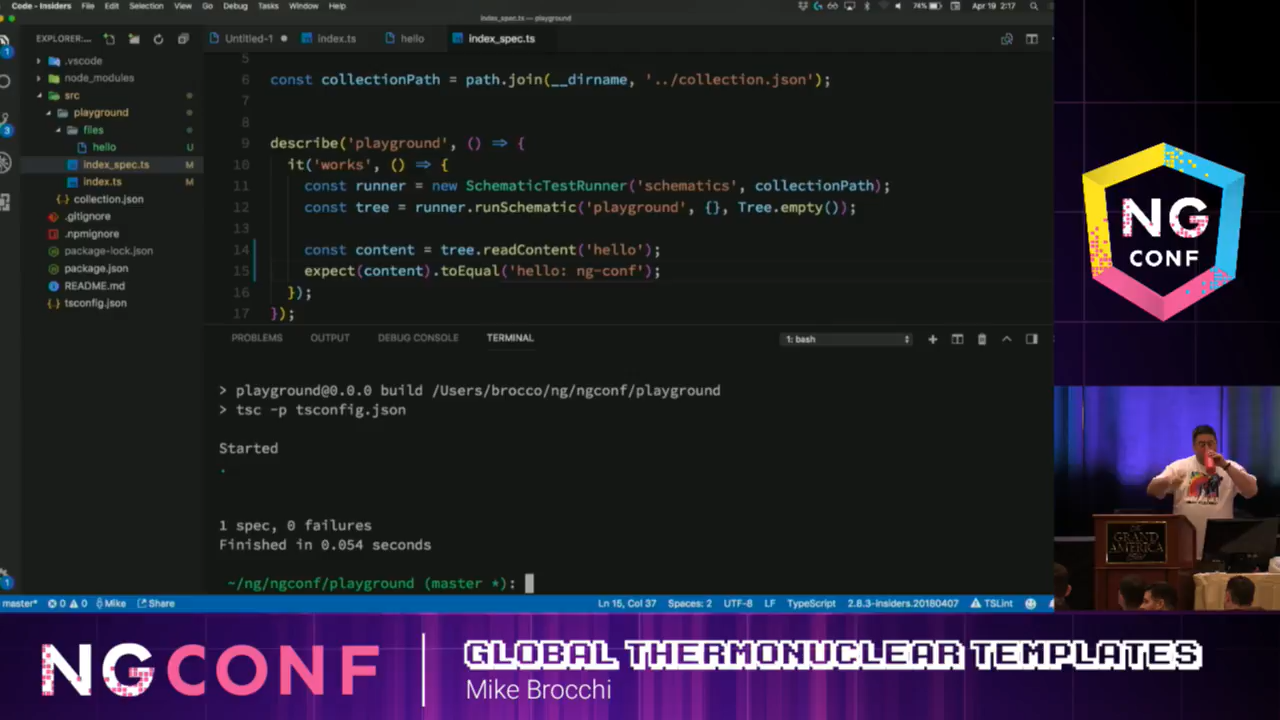 Code - Insiders File Edit Selection View Go Debug Tasks Window Help 74% Apr 19 2:17
index_spec.ts — playground
EXPLORER:
Untitled-1 index.ts hello index_spec.ts
.vscode
node_modules
src
playground
files
hello U
index_spec.ts M
index.ts M
collection.json
.gitignore
.npmignore
package-lock.json
package.json
README.md
tsconfig.json
5
6 const collectionPath = path.join(__dirname, '../collection.json');
7
8
9 describe('playground', () => {
10 it('works', () => {
11 const runner = new SchematicTestRunner('schematics', collectionPath);
12 const tree = runner.runSchematic('playground', {}, Tree.empty());
13
14 const content = tree.readContent('hello');
15 expect(content).toEqual('hello: ng-conf');
16 });
17 });
PROBLEMS OUTPUT DEBUG CONSOLE TERMINAL 1: bash
> playground@0.0.0 build /Users/brocco/ng/ngconf/playground
> tsc -p tsconfig.json
Started
.
1 spec, 0 failures
Finished in 0.054 seconds
~/ng/ngconf/playground (master *):
master* 0 0 Mike Share Ln 15, Col 37 Spaces: 2 UTF-8 LF TypeScript 2.8.3-insiders.20180407 TSLint
NG
CONF
GRAND
AMERICA
NGCONF
GLOBAL THERMONUCLEAR TEMPLATES
Mike Brocchi